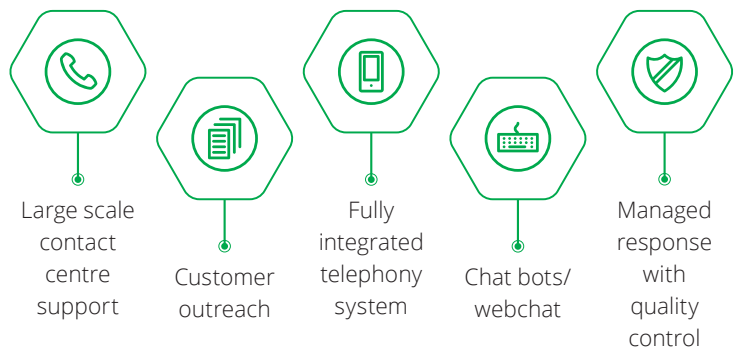 Large scale
contact
centre
support
Customer
outreach
Fully
integrated
telephony
system
Chat bots/
webchat
Managed
response
with
quality
control